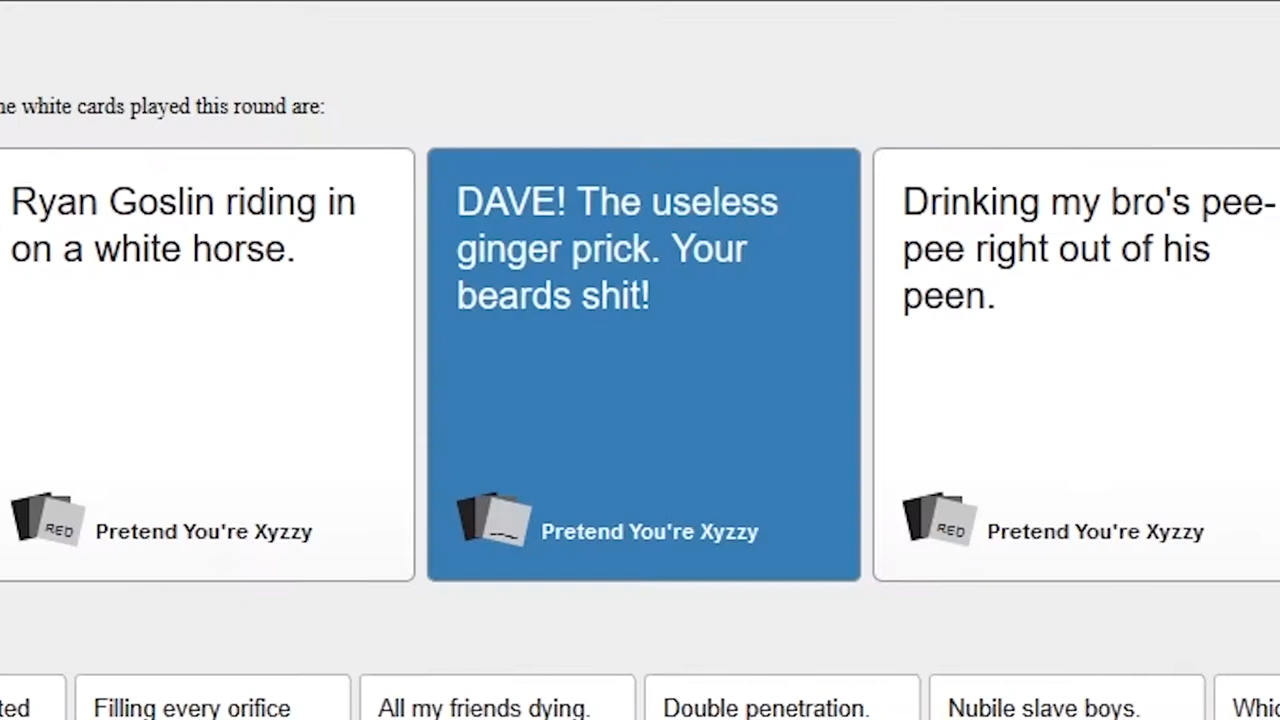 he white cards played this round are:
Ryan Goslin riding in
on a white horse.
RED
Pretend You're Xyzzy
DAVE! The useless
ginger prick. Your
beards shit!
Pretend You're Xyzzy
Drinking my bro's pee-
pee right out of his
peen.
RED
Pretend You're Xyzzy
ted
Filling every orifice
All my friends dying.
Double penetration.
Nubile slave boys.
Whic